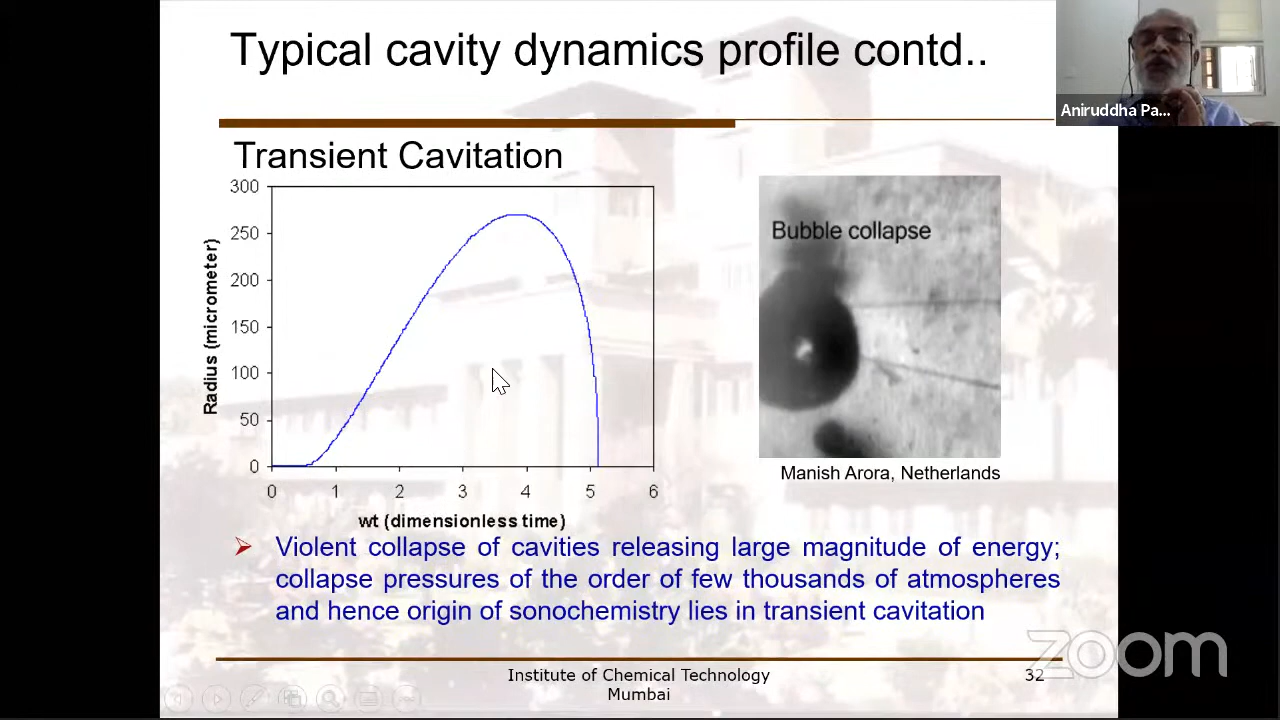 Typical cavity dynamics profile contd..
Aniruddha Pa...
Transient Cavitation
300
250
200
150
100
50
0
Radius (micrometer)
0 1 2 3 4 5 6
wt (dimensionless time)
Bubble collapse
Manish Arora, Netherlands
Violent collapse of cavities releasing large magnitude of energy;
collapse pressures of the order of few thousands of atmospheres
and hence origin of sonochemistry lies in transient cavitation
Institute of Chemical Technology
Mumbai
32
zoom